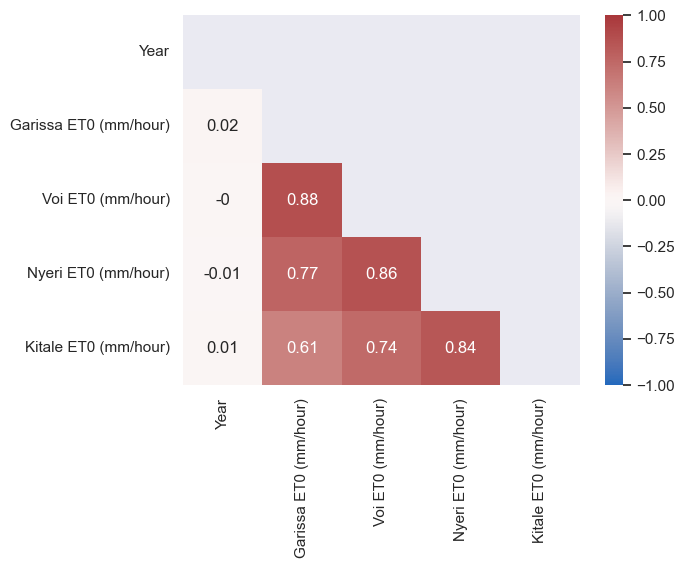 Year
Garissa ET0 (mm/hour)
Voi ET0 (mm/hour)
Nyeri ET0 (mm/hour)
Kitale ET0 (mm/hour)
0.02
-0
0.88
-0.01
0.77
0.86
0.01
0.61
0.74
0.84
Year
Garissa ET0 (mm/hour)
Voi ET0 (mm/hour)
Nyeri ET0 (mm/hour)
Kitale ET0 (mm/hour)
1.00
0.75
0.50
0.25
0.00
−0.25
−0.50
−0.75
−1.00